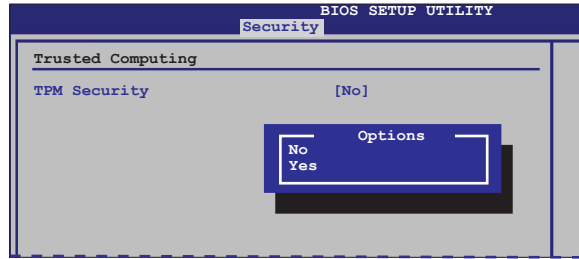 BIOS SETUP UTILITY
Security
Trusted Computing
TPM Security [No]
Options
No
Yes